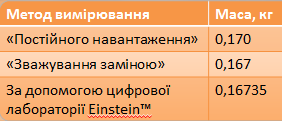 Метод вимірювання Маса, кг
«Постійного навантаження» 0,170
«Зважування заміною» 0,167
За допомогою цифрової 0,16735
лабораторії Einstein™